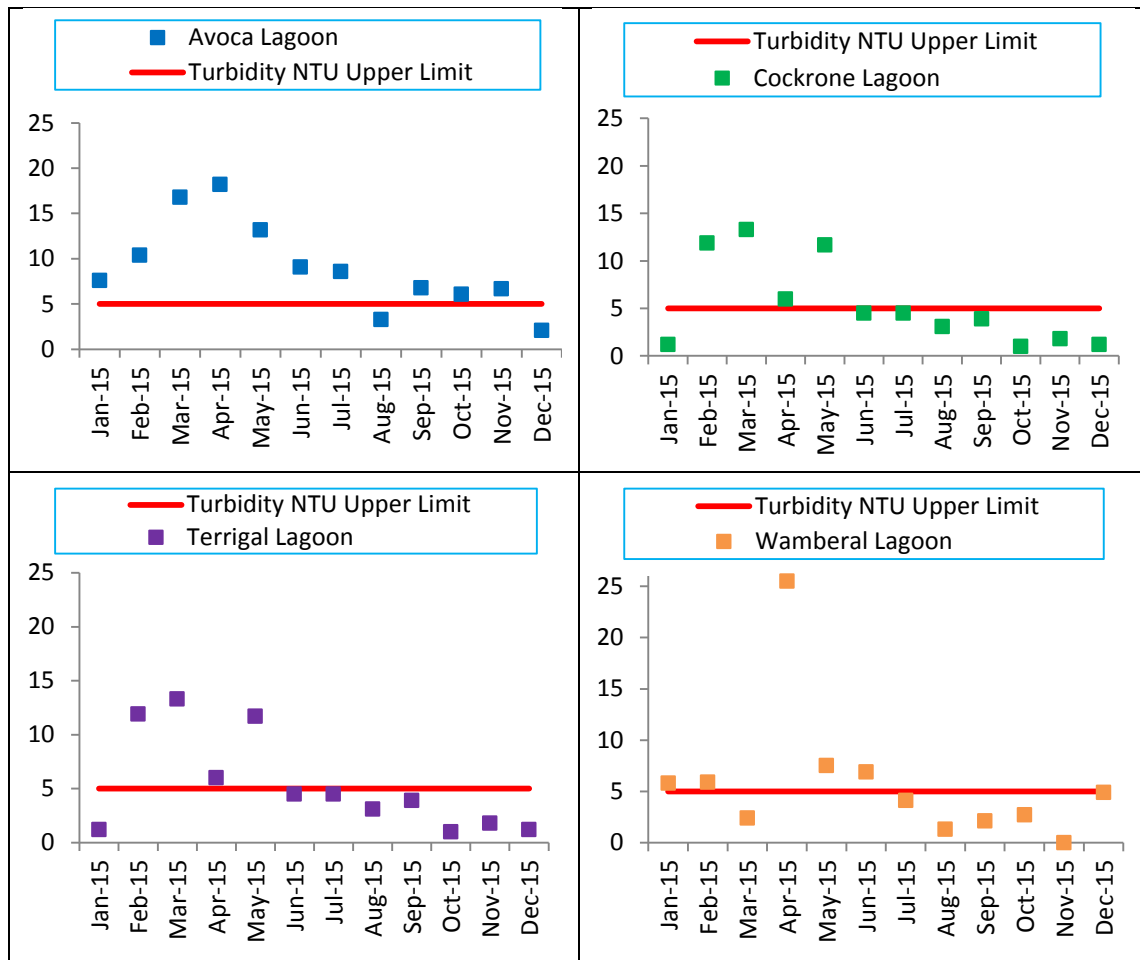 Avoca Lagoon
Turbidity NTU Upper Limit
25
20
15
10
5
0
Jan-15
Feb-15
Mar-15
Apr-15
May-15
Jun-15
Jul-15
Aug-15
Sep-15
Oct-15
Nov-15
Dec-15
Turbidity NTU Upper Limit
Cockrone Lagoon
25
20
15
10
5
0
Jan-15
Feb-15
Mar-15
Apr-15
May-15
Jun-15
Jul-15
Aug-15
Sep-15
Oct-15
Nov-15
Dec-15
Turbidity NTU Upper Limit
Terrigal Lagoon
25
20
15
10
5
0
Jan-15
Feb-15
Mar-15
Apr-15
May-15
Jun-15
Jul-15
Aug-15
Sep-15
Oct-15
Nov-15
Dec-15
Turbidity NTU Upper Limit
Wamberal Lagoon
25
20
15
10
5
0
Jan-15
Feb-15
Mar-15
Apr-15
May-15
Jun-15
Jul-15
Aug-15
Sep-15
Oct-15
Nov-15
Dec-15